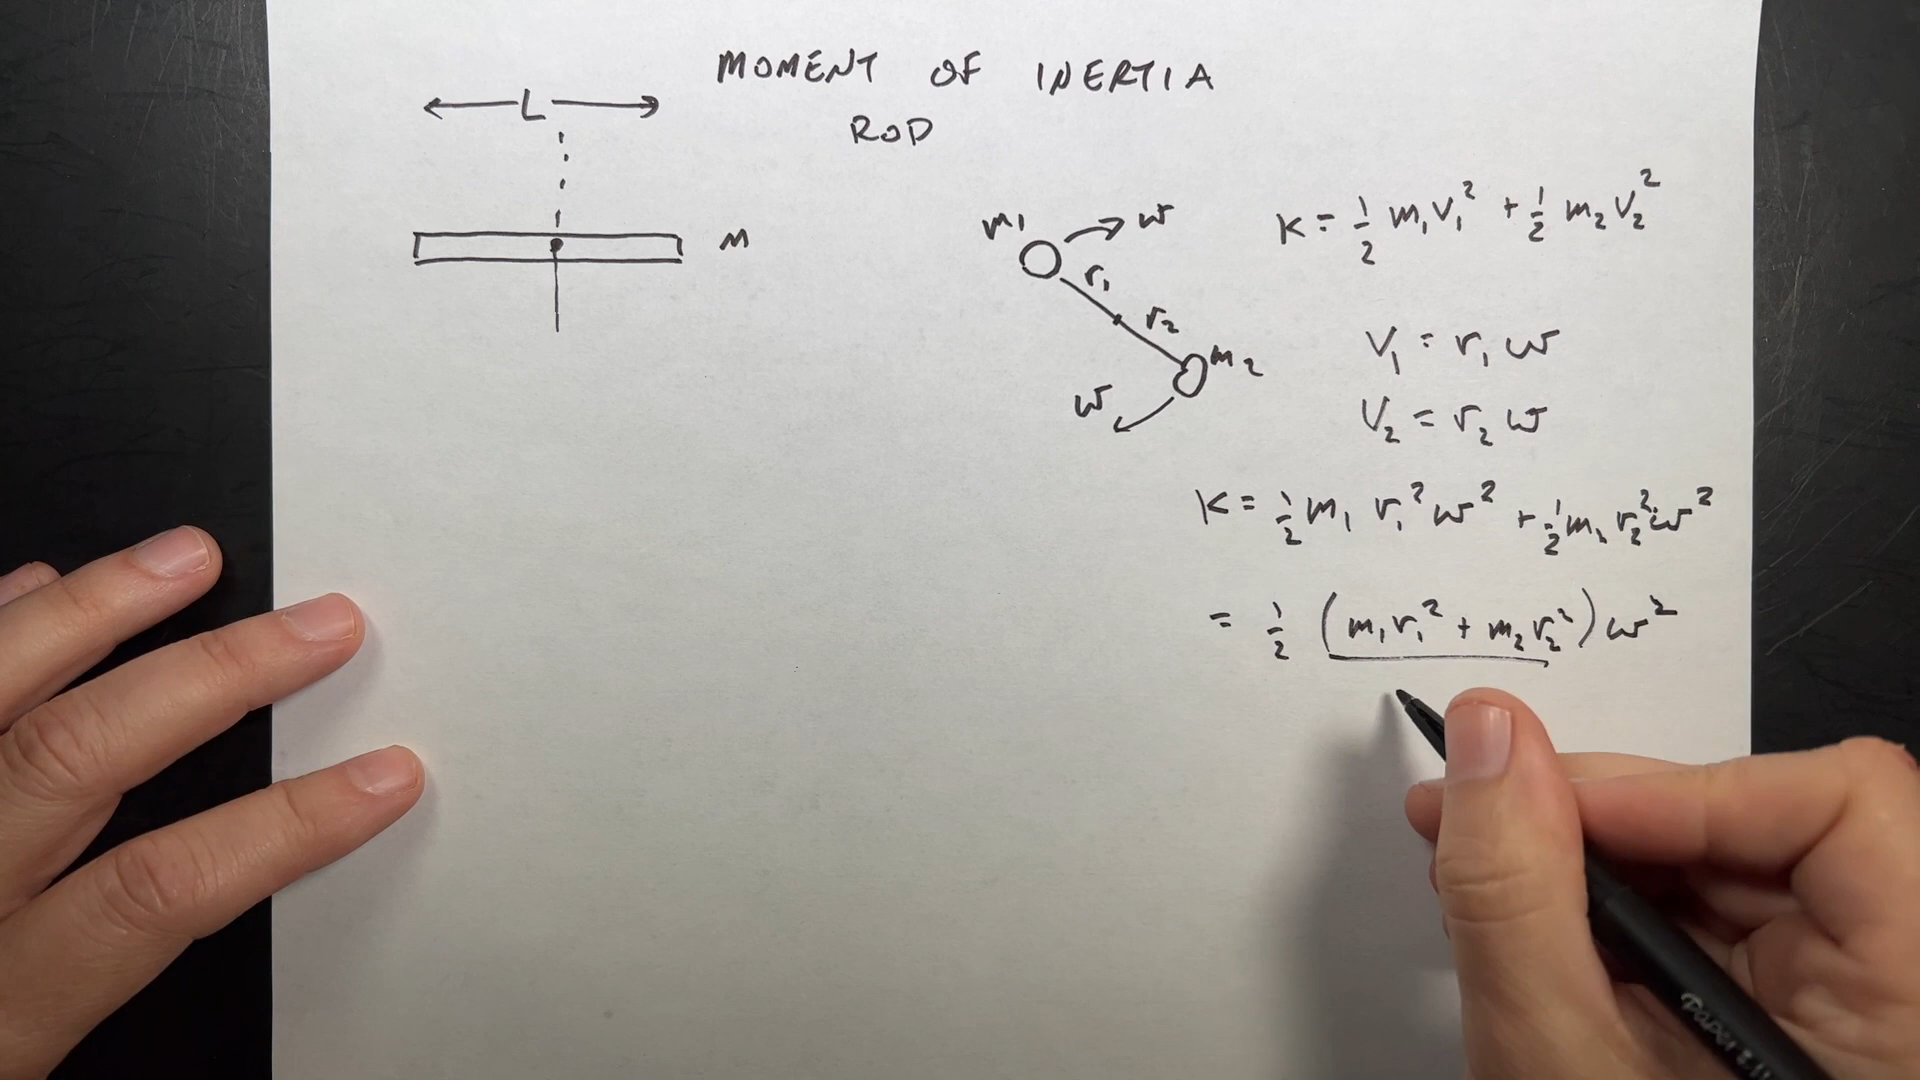 MOMENT OF INERTIA
ROD
L
M
m1 ω
r1
r2
m2
ω
K = 1/2 m1 v1² + 1/2 m2 v2²
V1 = r1 ω
V2 = r2 ω
K = 1/2 m1 r1² ω² + 1/2 m2 r2² ω²
= 1/2 (m1 r1² + m2 r2²) ω²